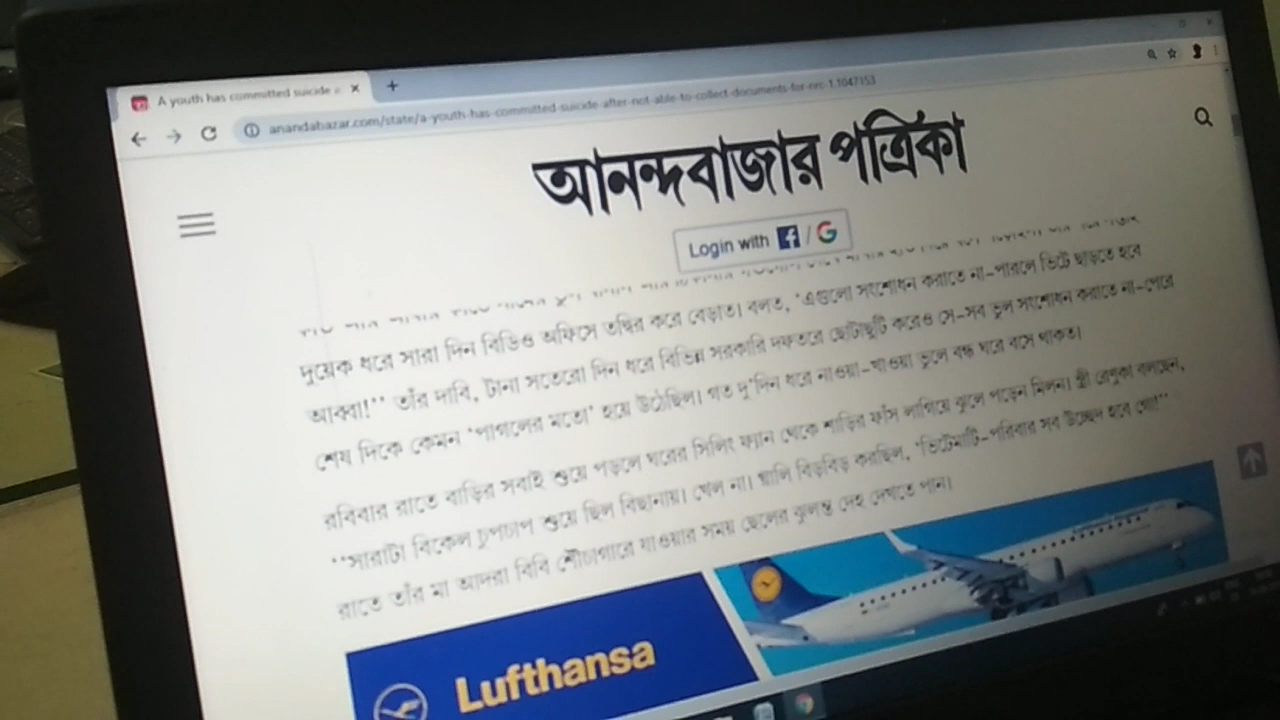 A youth has committed suicide a
anandabazar.com/state/a-youth-has-committed-suicide-after-not-able-to-collect-documents-for-nrc-1.1047153
আনন্দবাজার পত্রিকা
Login with f / G
দুয়েক ধরে সারা দিন বিডিও অফিসে তদ্বির করে বেড়াত। বলত, ‘এগুলো সংশোধন করাতে না-পারলে ভিটে ছাড়তে হবে
আব্বা!’’ তাঁর দাবি, টানা সতেরো দিন ধরে বিভিন্ন সরকারি দফতরে ছোটাছুটি করেও সে-সব ভুল সংশোধন করাতে না-পেরে
শেষ দিকে কেমন ‘পাগলের মতো’ হয়ে উঠেছিল। গত দু’দিন ধরে নাওয়া-খাওয়া ভুলে বন্ধ ঘরে বসে থাকত।
রবিবার রাতে বাড়ির সবাই শুয়ে পড়লে ঘরের সিলিং ফ্যান থেকে শাড়ির ফাঁস লাগিয়ে ঝুলে পড়েন মিলন। স্ত্রী রেণুকা বলছেন,
‘‘সারাটা বিকেল চুপচাপ শুয়ে ছিল বিছানায়। খেল না। খালি বিড়বিড় করছিল, ‘ভিটেমাটি-পরিবার সব উচ্ছেদ হবে গো!’’
রাতে তাঁর মা আদরা বিবি শৌচাগারে যাওয়ার সময় ছেলের ঝুলন্ত দেহ দেখতে পান।
Lufthansa